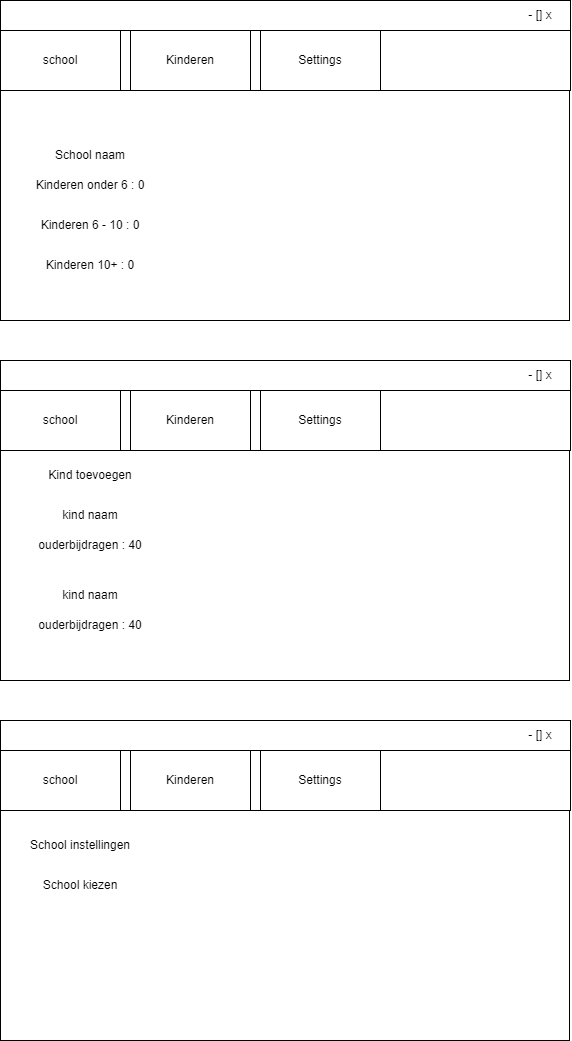 - [] x
school
Kinderen
Settings
School naam
Kinderen onder 6 : 0
Kinderen 6 - 10 : 0
Kinderen 10+ : 0
- [] x
school
Kinderen
Settings
Kind toevoegen
kind naam
ouderbijdragen : 40
kind naam
ouderbijdragen : 40
- [] x
school
Kinderen
Settings
School instellingen
School kiezen